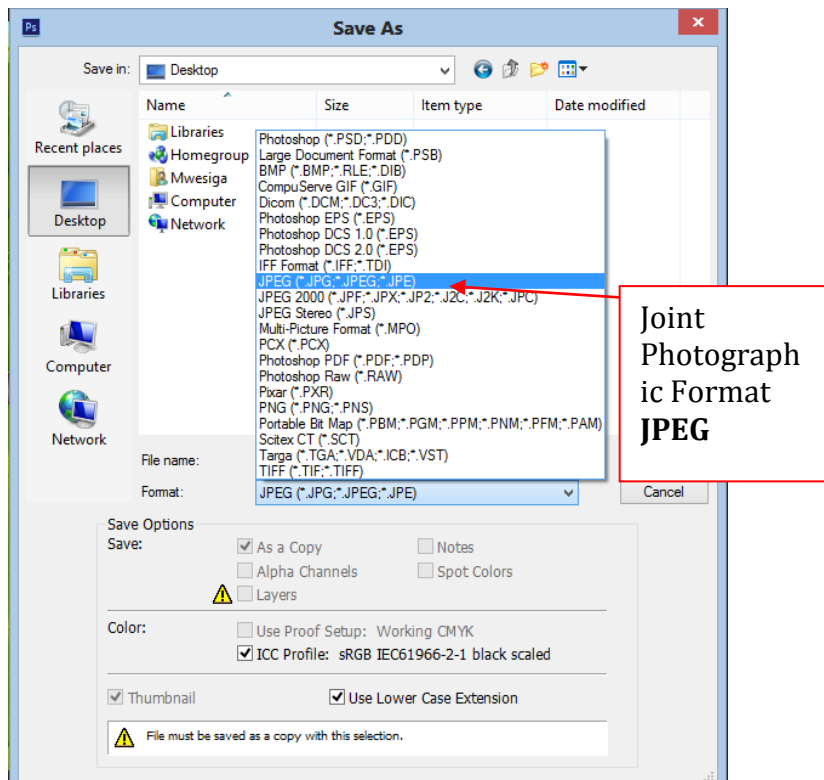 Ps
Save As
x
Save in:
Desktop
Name
Size
Item type
Date modified
Recent places
Desktop
Libraries
Computer
Network
Libraries
Homegroup
Mwesiga
Computer
Network
Photoshop (*.PSD;*.PDD)
Large Document Format (*.PSB)
BMP (*.BMP;*.RLE;*.DIB)
CompuServe GIF (*.GIF)
Dicom (*.DCM;*.DC3;*.DIC)
Photoshop EPS (*.EPS)
Photoshop DCS 1.0 (*.EPS)
Photoshop DCS 2.0 (*.EPS)
IFF Format (*.IFF;*.TDI)
JPEG (*.JPG;*.JPEG;*.JPE)
JPEG 2000 (*.JPF;*.JPX;*.JP2;*.J2C;*.J2K;*.JPC)
JPEG Stereo (*.JPS)
Multi-Picture Format (*.MPO)
PCX (*.PCX)
Photoshop PDF (*.PDF;*.PDP)
Photoshop Raw (*.RAW)
Pixar (*.PXR)
PNG (*.PNG;*.PNS)
Portable Bit Map (*.PBM;*.PGM;*.PPM;*.PNM;*.PFM;*.PAM)
Scitex CT (*.SCT)
Targa (*.TGA;*.VDA;*.ICB;*.VST)
TIFF (*.TIF;*.TIFF)
Joint
Photograph
ic Format
JPEG
File name:
Format:
JPEG (*.JPG;*.JPEG;*.JPE)
Cancel
Save Options
Save:
As a Copy
Notes
Alpha Channels
Spot Colors
Layers
Color:
Use Proof Setup: Working CMYK
ICC Profile: sRGB IEC61966-2-1 black scaled
Thumbnail
Use Lower Case Extension
File must be saved as a copy with this selection.